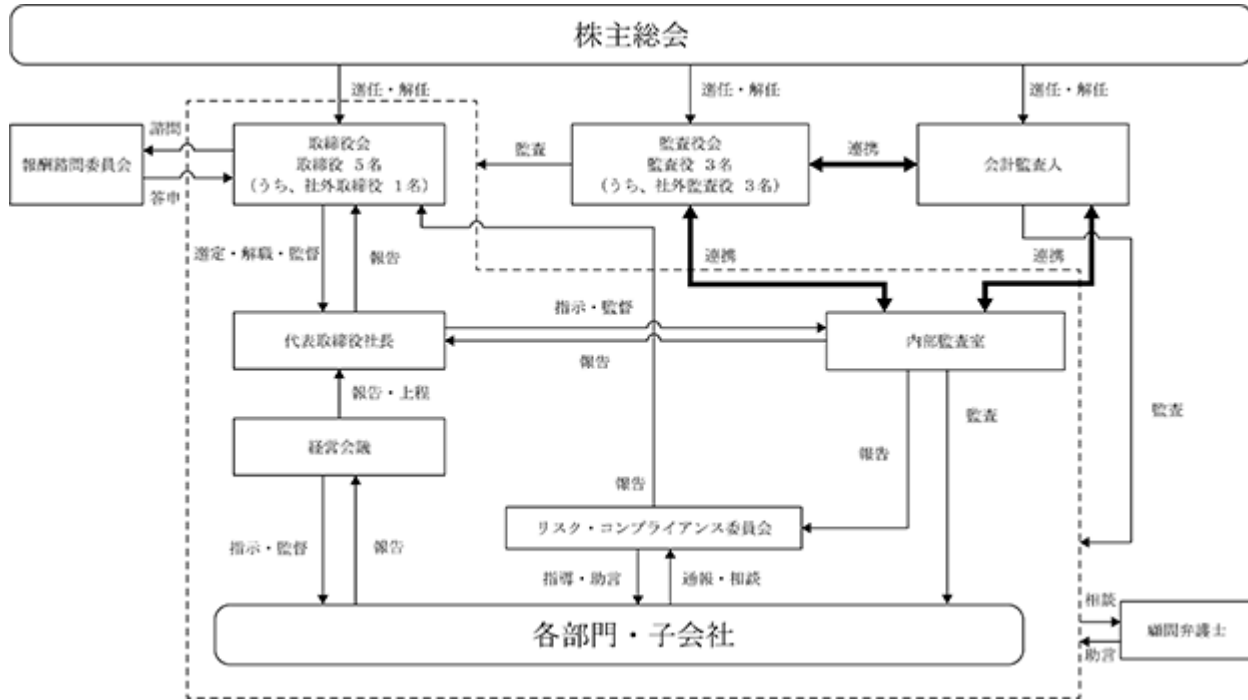 株主総会
選任・解任
選任・解任
選任・解任
諮問
報酬諮問委員会
答申
取締役会
取締役 5名
(うち、社外取締役 1名)
監査
監査役会
監査役 3名
(うち、社外監査役 3名)
連携
会計監査人
選定・解職・監督
報告
連携
連携
指示・監督
代表取締役社長
内部監査室
報告
報告・上程
監査
監査
経営会議
報告
報告
リスク・コンプライアンス委員会
指示・監督
報告
指導・助言
通報・相談
各部門・子会社
相談
顧問弁護士
助言